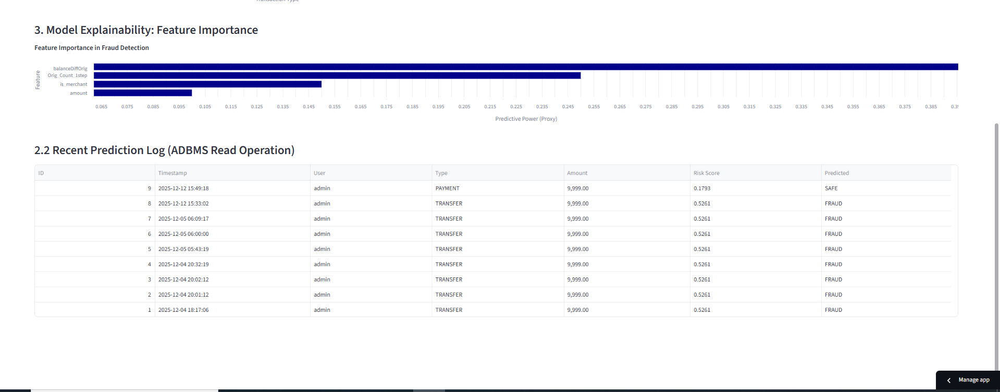 Transaction Type
3. Model Explainability: Feature Importance
Feature Importance in Fraud Detection
Feature
balanceDiffOrig
Orig_Count_1step
is_merchant
amount
0.065 0.075 0.085 0.095 0.105 0.115 0.125 0.135 0.145 0.155 0.165 0.175 0.185 0.195 0.205 0.215 0.225 0.235 0.245 0.255 0.265 0.275 0.285 0.295 0.305 0.315 0.325 0.335 0.345 0.355 0.365 0.375 0.385
Predictive Power (Proxy)
2.2 Recent Prediction Log (ADBMS Read Operation)
ID Timestamp User Type Amount Risk Score Predicted
9 2025-12-12 15:49:18 admin PAYMENT 9,999.00 0.1793 SAFE
8 2025-12-12 15:33:02 admin TRANSFER 9,999.00 0.5261 FRAUD
7 2025-12-05 06:09:17 admin TRANSFER 9,999.00 0.5261 FRAUD
6 2025-12-05 06:00:00 admin TRANSFER 9,999.00 0.5261 FRAUD
5 2025-12-05 05:43:19 admin TRANSFER 9,999.00 0.5261 FRAUD
4 2025-12-04 20:32:19 admin TRANSFER 9,999.00 0.5261 FRAUD
3 2025-12-04 20:02:12 admin TRANSFER 9,999.00 0.5261 FRAUD
2 2025-12-04 20:01:12 admin TRANSFER 9,999.00 0.5261 FRAUD
1 2025-12-04 18:17:06 admin TRANSFER 9,999.00 0.5261 FRAUD
Manage app